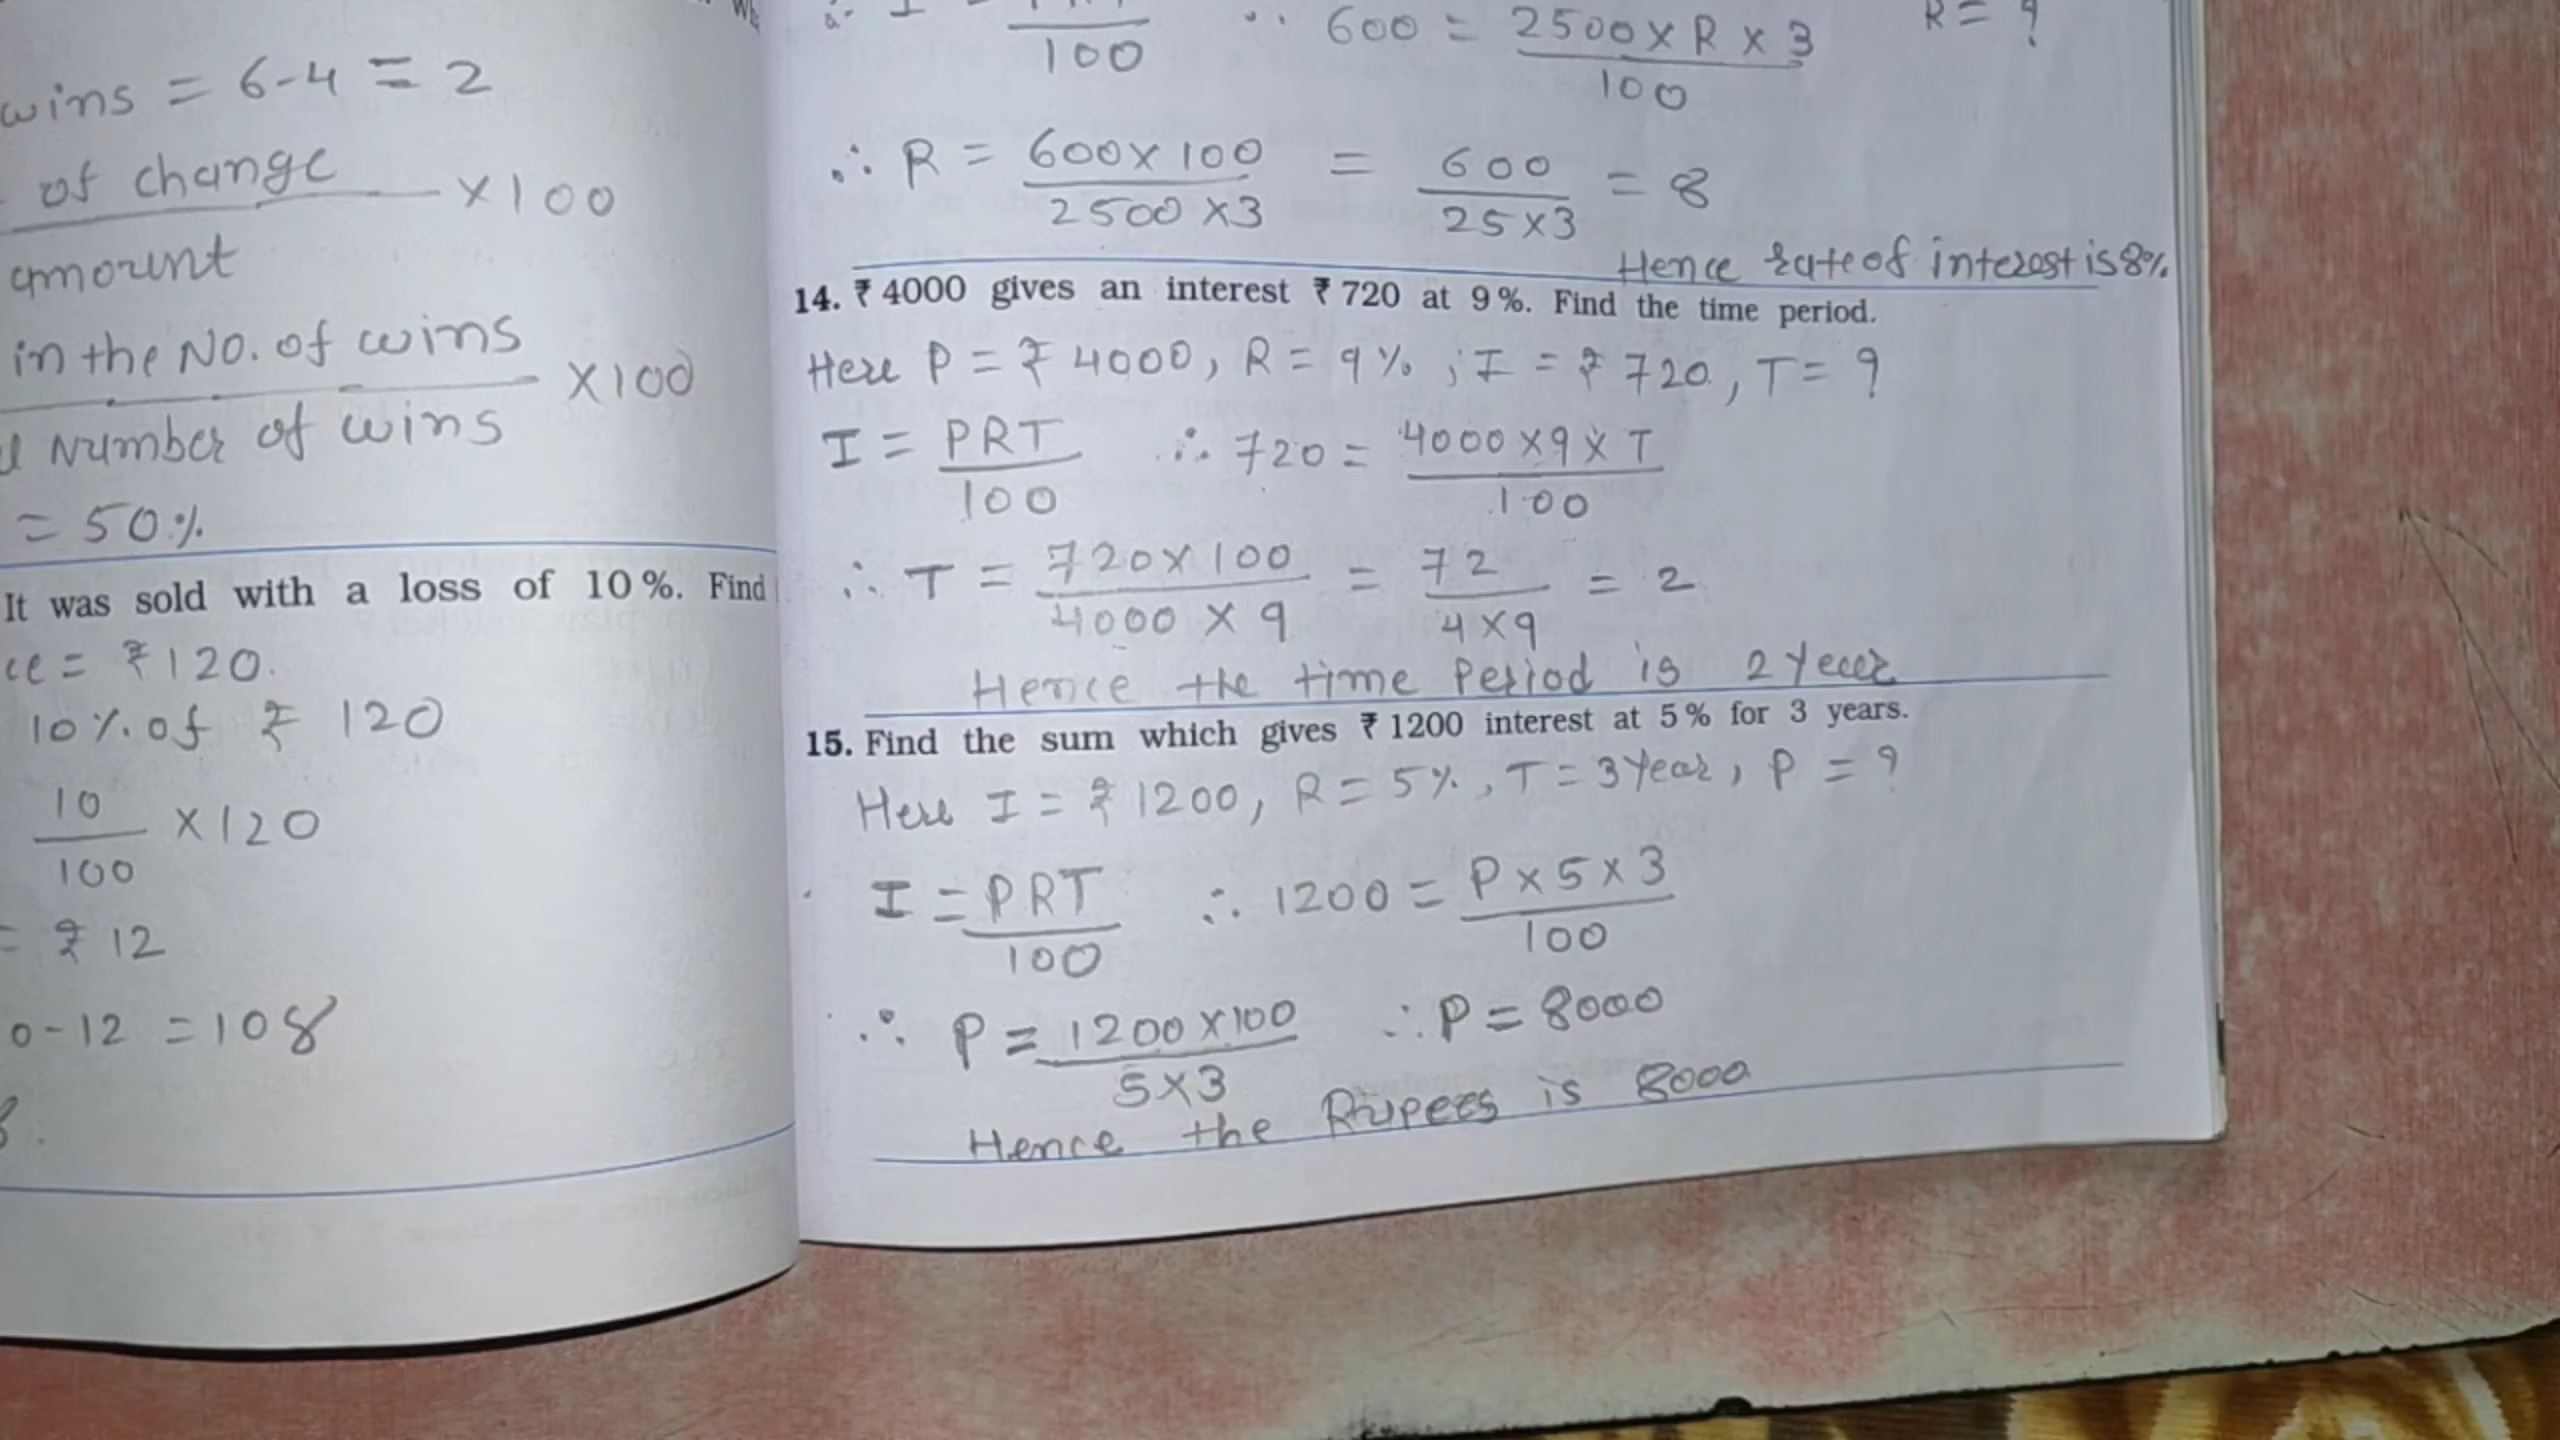 wins = 6-4 = 2
of change × 100
amount
in the No. of wins × 100
Number of wins
= 50%
It was sold with a loss of 10%. Find
ce = ₹120.
10% of ₹ 120
10 × 120
100
= ₹ 12
0-12 = 108
8.
100
600 = 2500 × R × 3
100
R = ?
∴ R = 600 × 100 = 600 = 8
2500 × 3 25 × 3
Hence rate of interest is 8%
14. ₹ 4000 gives an interest ₹ 720 at 9%. Find the time period.
Here P = ₹ 4000, R = 9%, I = ₹ 720, T = ?
I = PRT ∴ 720 = 4000 × 9 × T
100 100
∴ T = 720 × 100 = 72 = 2
4000 × 9 4 × 9
Hence the time Period is 2 year
15. Find the sum which gives ₹ 1200 interest at 5% for 3 years.
Here I = ₹ 1200, R = 5%, T = 3 year, P = ?
I = PRT ∴ 1200 = P × 5 × 3
100 100
∴ P = 1200 × 100 ∴ P = 8000
5 × 3
Hence the Rupees is 8000